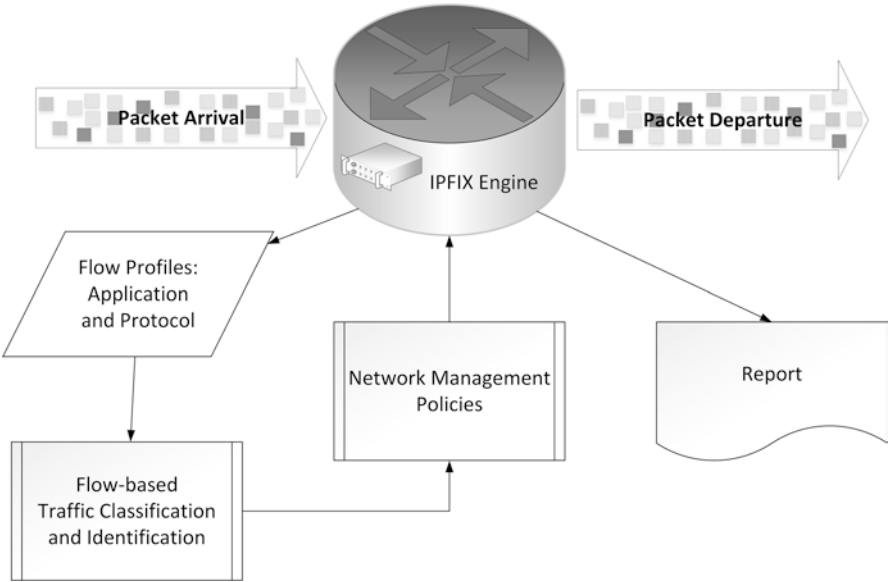 Packet Arrival
Packet Departure
IPFIX Engine
Flow Profiles:
Application
and Protocol
Network Management
Policies
Report
Flow-based
Traffic Classification
and Identification